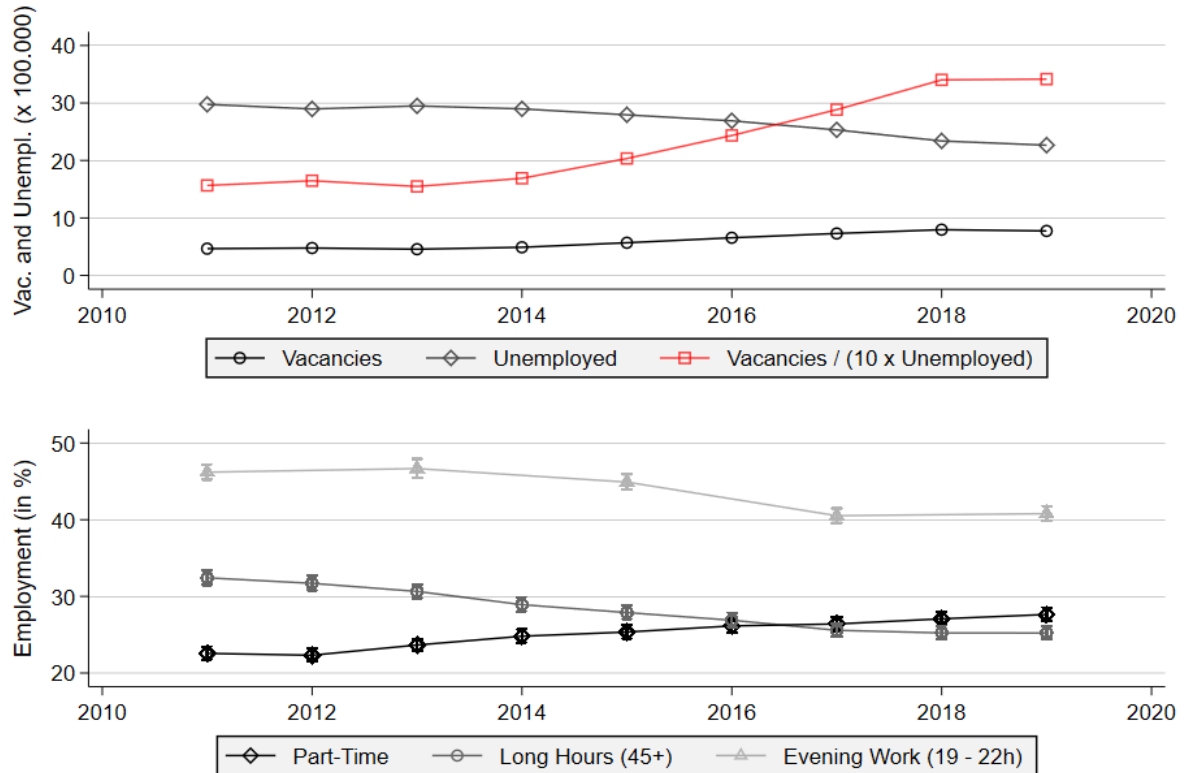 Vac. and Unempl. (x 100.000)
40
30
20
10
0
2010 2012 2014 2016 2018 2020
Vacancies Unemployed Vacancies / (10 x Unemployed)
Employment (in %)
50
40
30
20
2010 2012 2014 2016 2018 2020
Part-Time Long Hours (45+) Evening Work (19 - 22h)